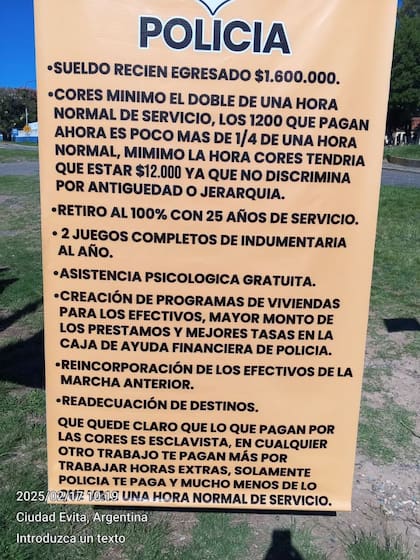 POLICIA
•SUELDO RECIEN EGRESADO $1.600.000.
•CORES MINIMO EL DOBLE DE UNA HORA
NORMAL DE SERVICIO, LOS 1200 QUE PAGAN
AHORA ES POCO MAS DE 1/4 DE UNA HORA
NORMAL, MIMIMO LA HORA CORES TENDRIA
QUE ESTAR $12.000 YA QUE NO DISCRIMINA
POR ANTIGUEDAD O JERARQUIA.
•RETIRO AL 100% CON 25 AÑOS DE SERVICIO.
• 2 JUEGOS COMPLETOS DE INDUMENTARIA
AL AÑO.
•ASISTENCIA PSICOLOGICA GRATUITA.
•CREACIÓN DE PROGRAMAS DE VIVIENDAS
PARA LOS EFECTIVOS, MAYOR MONTO DE
LOS PRESTAMOS Y MEJORES TASAS EN LA
CAJA DE AYUDA FINANCIERA DE POLICIA.
•REINCORPORACIÓN DE LOS EFECTIVOS DE LA
MARCHA ANTERIOR.
•READECUACIÓN DE DESTINOS.
QUE QUEDE CLARO QUE LO QUE PAGAN POR
LAS CORES ES ESCLAVISTA, EN CUALQUIER
OTRO TRABAJO TE PAGAN MÁS POR
TRABAJAR HORAS EXTRAS, SOLAMENTE
POLICIA TE PAGA Y MUCHO MENOS DE LO
UNA HORA NORMAL DE SERVICIO.
2025/02/17 10:19
Ciudad Evita, Argentina
Introduzca un texto